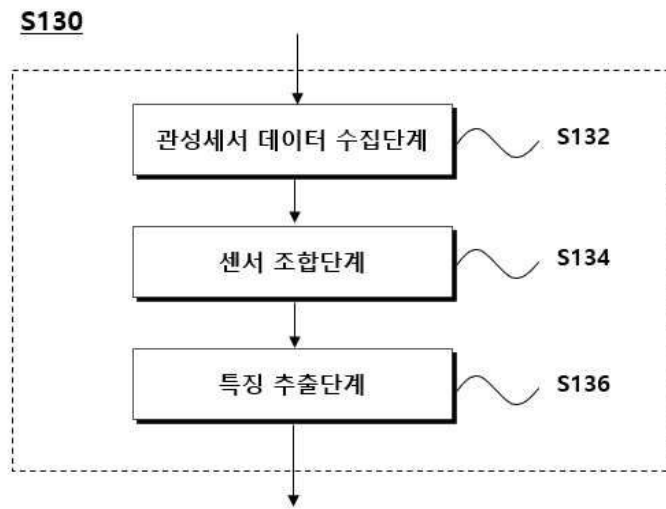 S130
관성세서 데이터 수집단계
S132
센서 조합단계
S134
특징 추출단계
S136